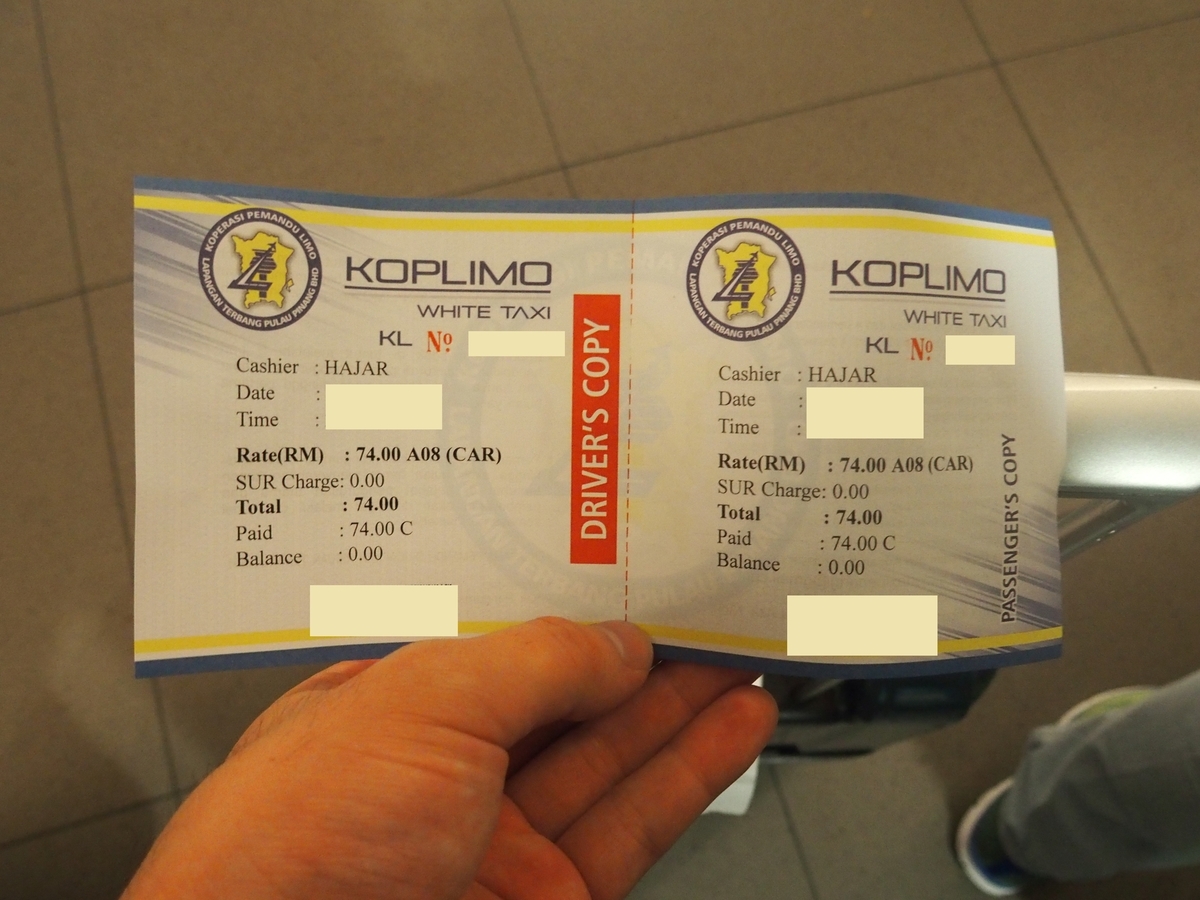 KOPERASI PEMANDU LIMO
LAPANGAN TERBANG PULAU PINANG BHD
KOPLIMO
WHITE TAXI
KL Nº
Cashier : HAJAR
Date :
Time :
Rate(RM) : 74.00 A08 (CAR)
SUR Charge: 0.00
Total : 74.00
Paid : 74.00 C
Balance : 0.00
DRIVER'S COPY
KOPERASI PEMANDU LIMO
LAPANGAN TERBANG PULAU PINANG BHD
KOPLIMO
WHITE TAXI
KL Nº
Cashier : HAJAR
Date :
Time :
Rate(RM) : 74.00 A08 (CAR)
SUR Charge: 0.00
Total : 74.00
Paid : 74.00 C
Balance : 0.00
PASSENGER'S COPY